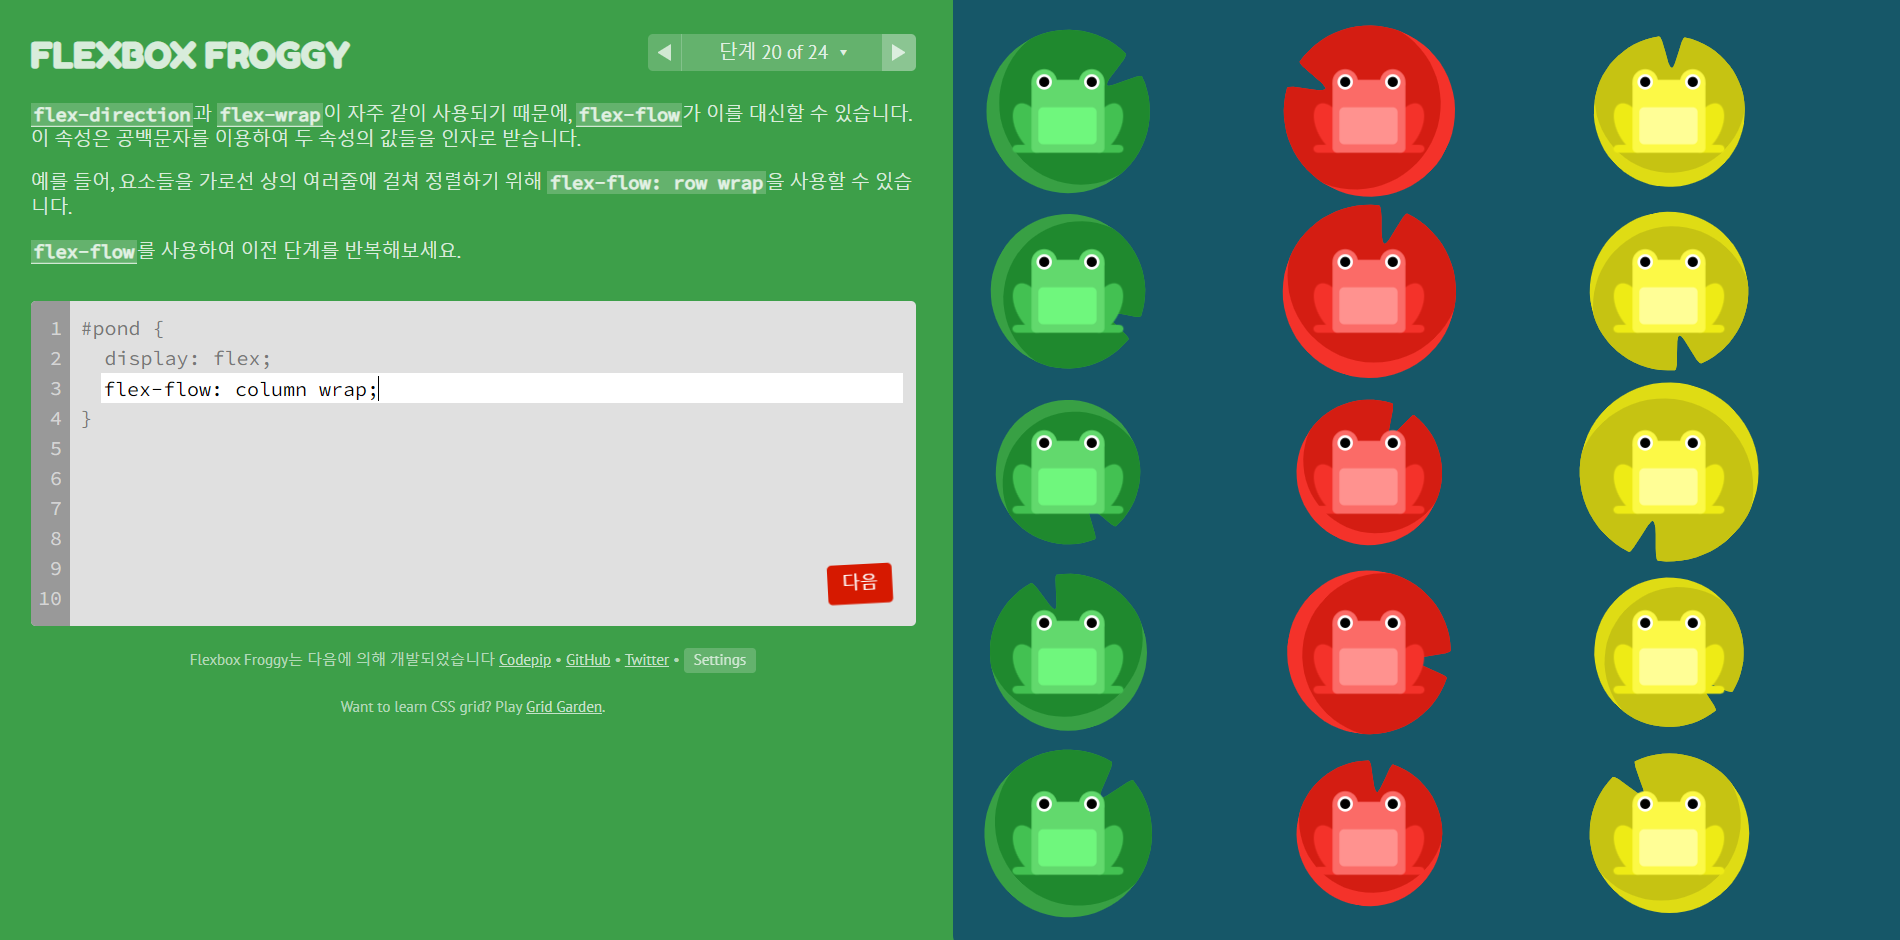 FLEXBOX FROGGY
◀ 단계 20 of 24 ▾ ▶
flex-direction과 flex-wrap이 자주 같이 사용되기 때문에, flex-flow가 이를 대신할 수 있습니다.
이 속성은 공백문자를 이용하여 두 속성의 값들을 인자로 받습니다.
예를 들어, 요소들을 가로선 상의 여러줄에 걸쳐 정렬하기 위해 flex-flow: row wrap을 사용할 수 있습
니다.
flex-flow를 사용하여 이전 단계를 반복해보세요.
1 #pond {
2 display: flex;
3 flex-flow: column wrap;
4 }
5
6
7
8
9
10
다음
Flexbox Froggy는 다음에 의해 개발되었습니다 Codepip • GitHub • Twitter • Settings
Want to learn CSS grid? Play Grid Garden.